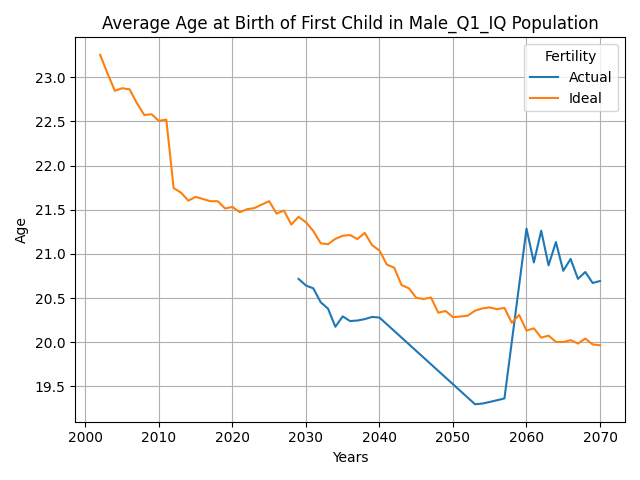 Average Age at Birth of First Child in Male_Q1_IQ Population
Fertility
Actual
Ideal
Age
23.0
22.5
22.0
21.5
21.0
20.5
20.0
19.5
2000
2010
2020
2030
2040
2050
2060
2070
Years